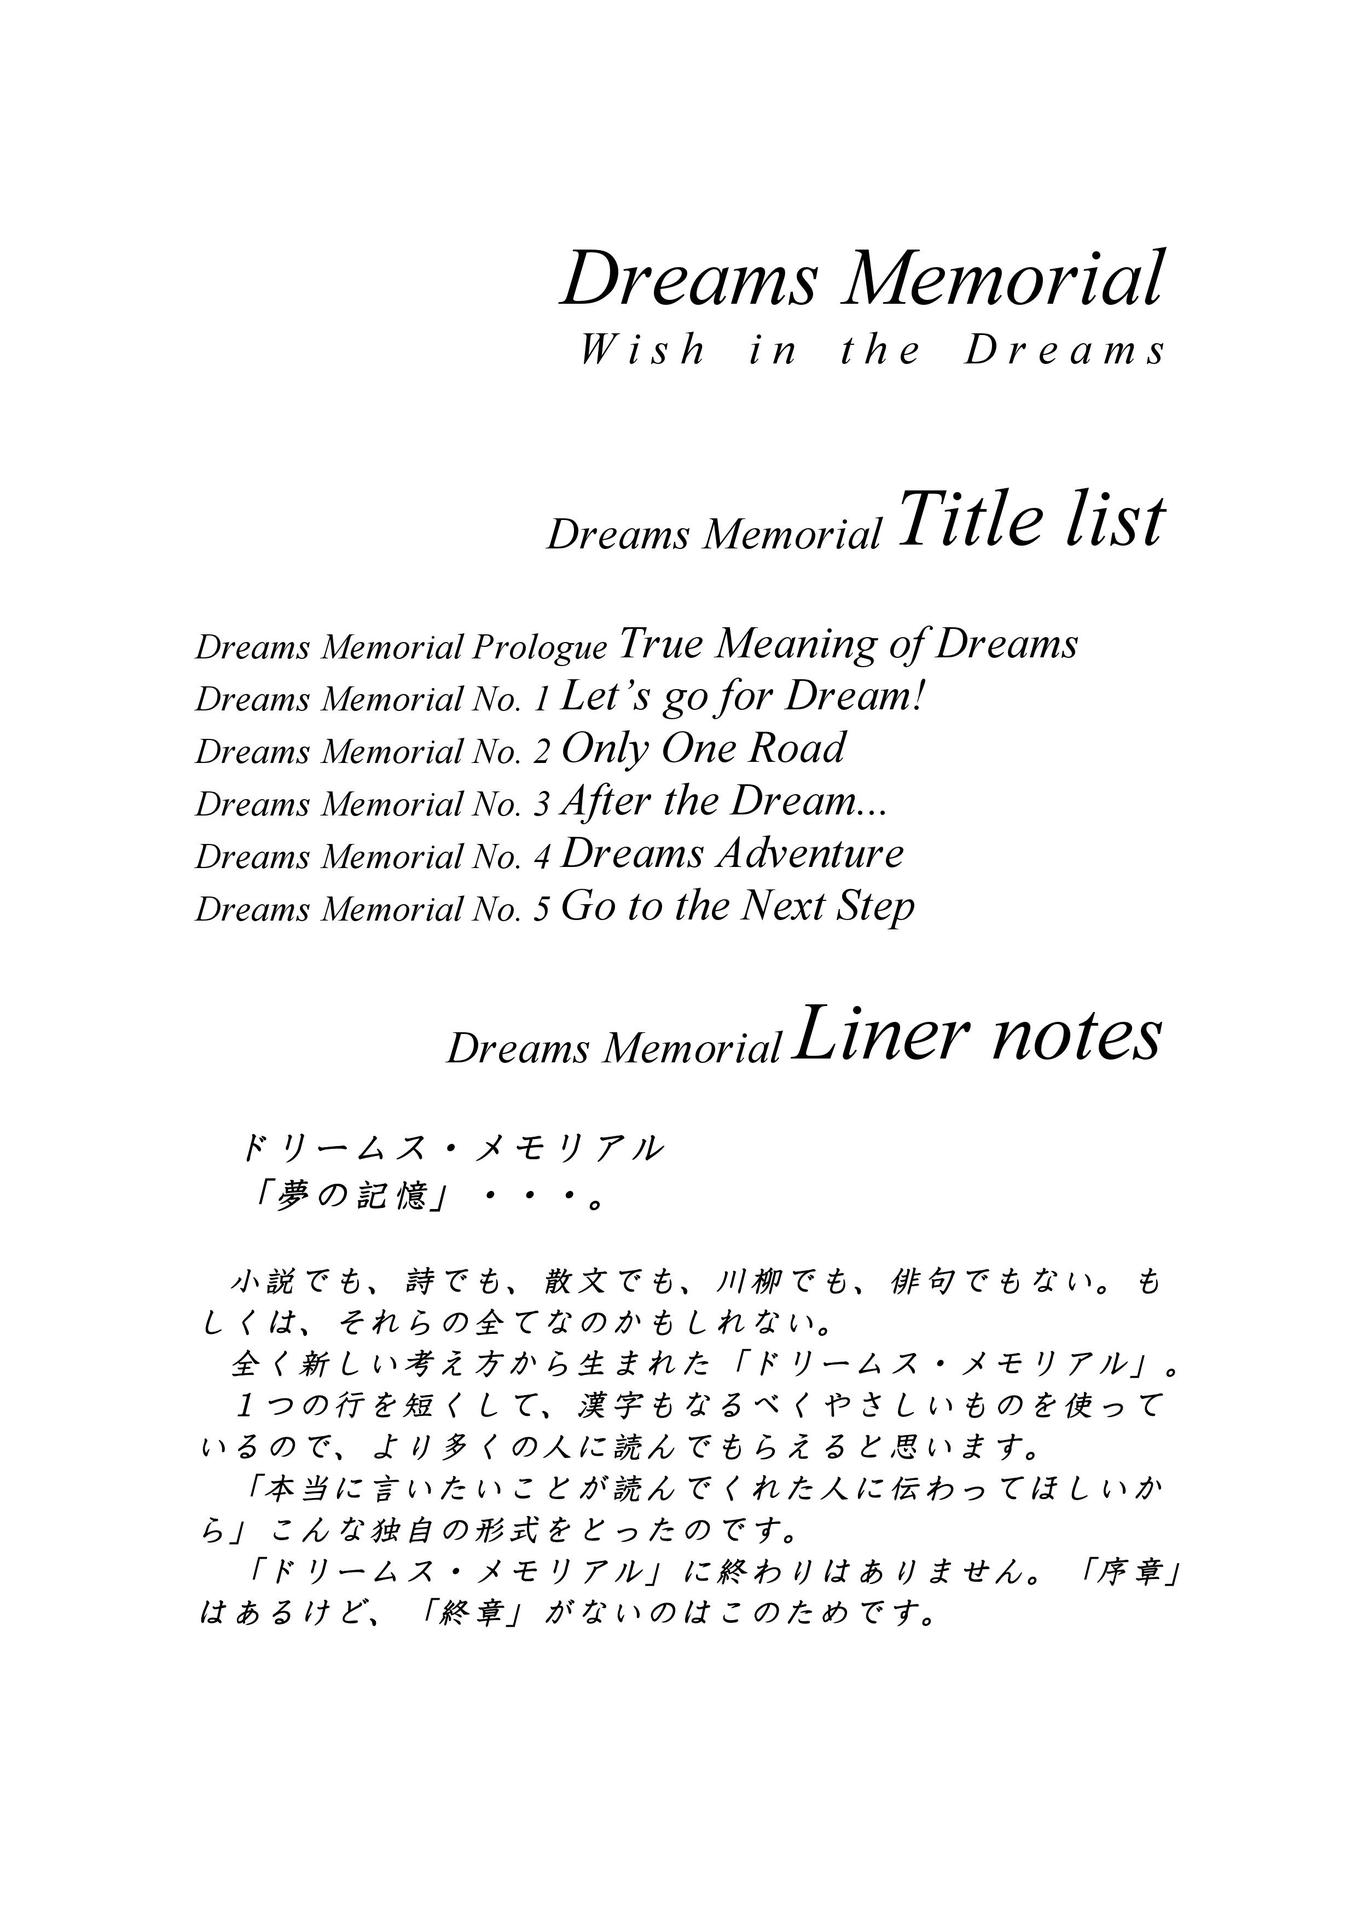 Dreams Memorial
Wish in the Dreams
Dreams Memorial Title list
Dreams Memorial Prologue True Meaning of Dreams
Dreams Memorial No. 1 Let’s go for Dream!
Dreams Memorial No. 2 Only One Road
Dreams Memorial No. 3 After the Dream...
Dreams Memorial No. 4 Dreams Adventure
Dreams Memorial No. 5 Go to the Next Step
Dreams Memorial Liner notes
ドリームス・メモリアル
「夢の記憶」・・・。
小説でも、詩でも、散文でも、川柳でも、俳句でもない。も
しくは、それらの全てなのかもしれない。
全く新しい考え方から生まれた「ドリームス・メモリアル」。
１つの行を短くして、漢字もなるべくやさしいものを使って
いるので、より多くの人に読んでもらえると思います。
「本当に言いたいことが読んでくれた人に伝わってほしいか
ら」こんな独自の形式をとったのです。
「ドリームス・メモリアル」に終わりはありません。「序章」
はあるけど、「終章」がないのはこのためです。